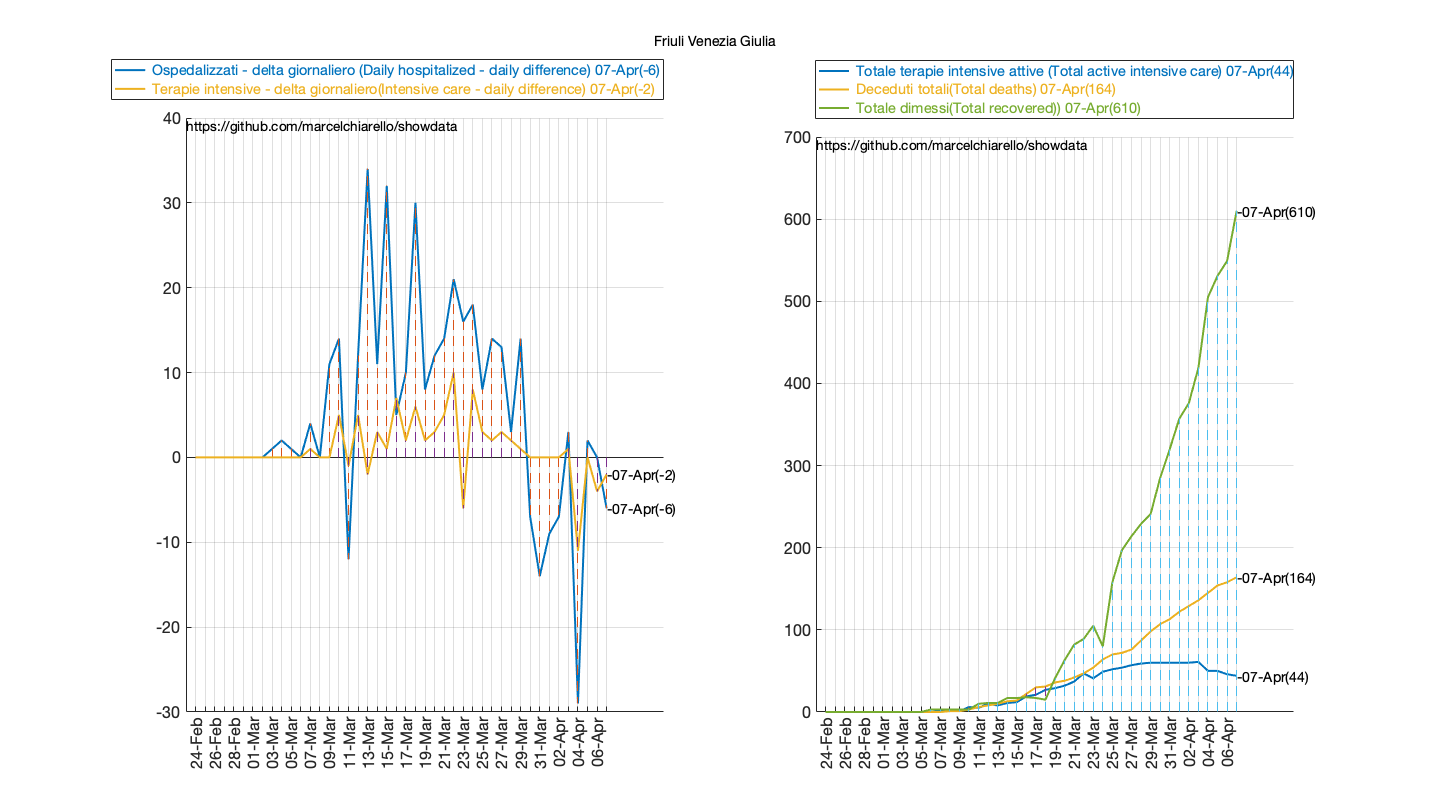 Friuli Venezia Giulia
Ospedalizzati - delta giornaliero (Daily hospitalized - daily difference) 07-Apr(-6)
Terapie intensive - delta giornaliero(Intensive care - daily difference) 07-Apr(-2)
https://github.com/marcelchiarello/showdata
40
30
20
10
0
-10
-20
-30
-07-Apr(-2)
-07-Apr(-6)
24-Feb
26-Feb
28-Feb
01-Mar
03-Mar
05-Mar
07-Mar
09-Mar
11-Mar
13-Mar
15-Mar
17-Mar
19-Mar
21-Mar
23-Mar
25-Mar
27-Mar
29-Mar
31-Mar
02-Apr
04-Apr
06-Apr
Totale terapie intensive attive (Total active intensive care) 07-Apr(44)
Deceduti totali(Total deaths) 07-Apr(164)
Totale dimessi(Total recovered)) 07-Apr(610)
https://github.com/marcelchiarello/showdata
700
600
500
400
300
200
100
0
-07-Apr(610)
-07-Apr(164)
-07-Apr(44)
24-Feb
26-Feb
28-Feb
01-Mar
03-Mar
05-Mar
07-Mar
09-Mar
11-Mar
13-Mar
15-Mar
17-Mar
19-Mar
21-Mar
23-Mar
25-Mar
27-Mar
29-Mar
31-Mar
02-Apr
04-Apr
06-Apr